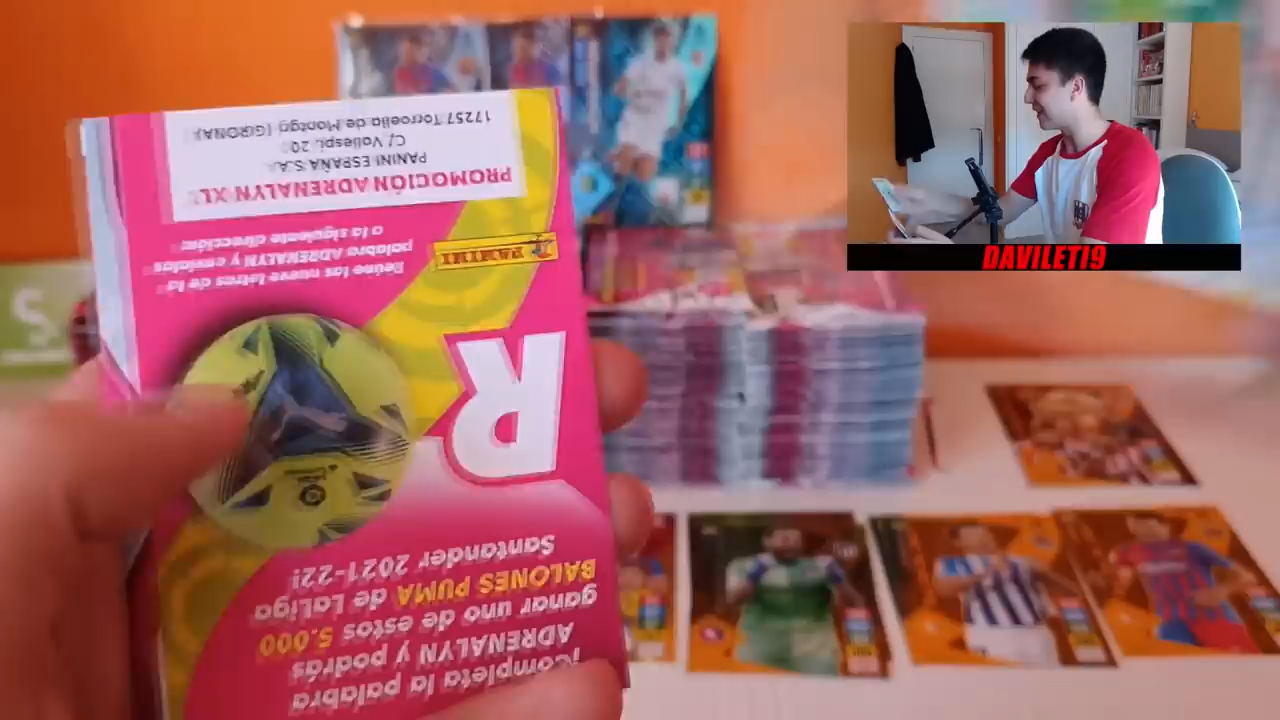 ¡Completa la palabra
ADRENALYN y podrás
ganar uno de estos 5.000
BALONES PUMA de LaLiga
Santander 2021-22!
R
PANINI
Reúne las nueve letras de la
palabra ADRENALYN y envíalas
a la siguiente dirección:
PROMOCIÓN ADRENALYN XL
PANINI ESPAÑA S.A.
C/ Vallespí, 20
17257 Torroella de Montgrí (GIRONA)
DAVILETI9